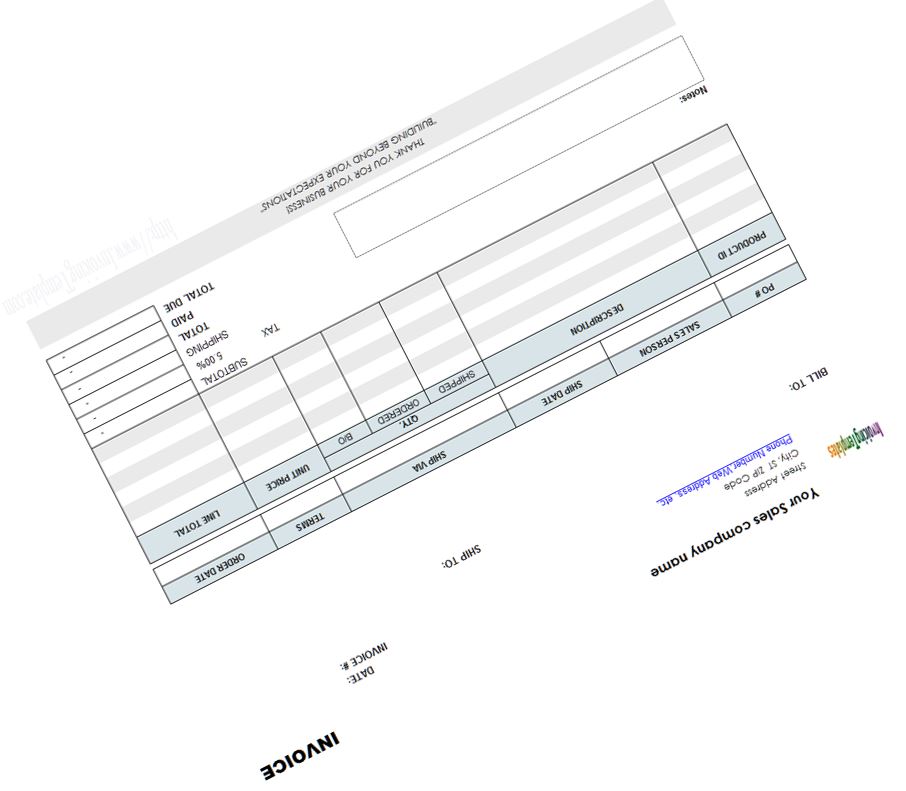 INVOICE
DATE:
INVOICE #:
Your Sales company name
Street Address
City, ST ZIP Code
Phone Number,Web Address, etc.
InvoicingTemplates
BILL TO:
SHIP TO:
PO # SALES PERSON SHIP DATE SHIP VIA TERMS ORDER DATE
PRODUCT ID DESCRIPTION QTY. UNIT PRICE LINE TOTAL
SHIPPED ORDERED B/O
SUBTOTAL -
TAX 5.00% -
SHIPPING -
TOTAL -
PAID -
TOTAL DUE -
Notes:
THANK YOU FOR YOUR BUSINESS!
"BUILDING BEYOND YOUR EXPECTATIONS"
http://www.InvoicingTemplate.com